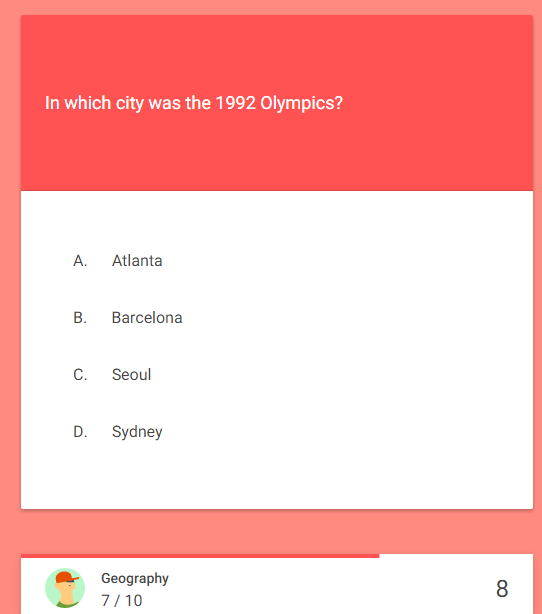 In which city was the 1992 Olympics?
A. Atlanta
B. Barcelona
C. Seoul
D. Sydney
Geography
7 / 10
8